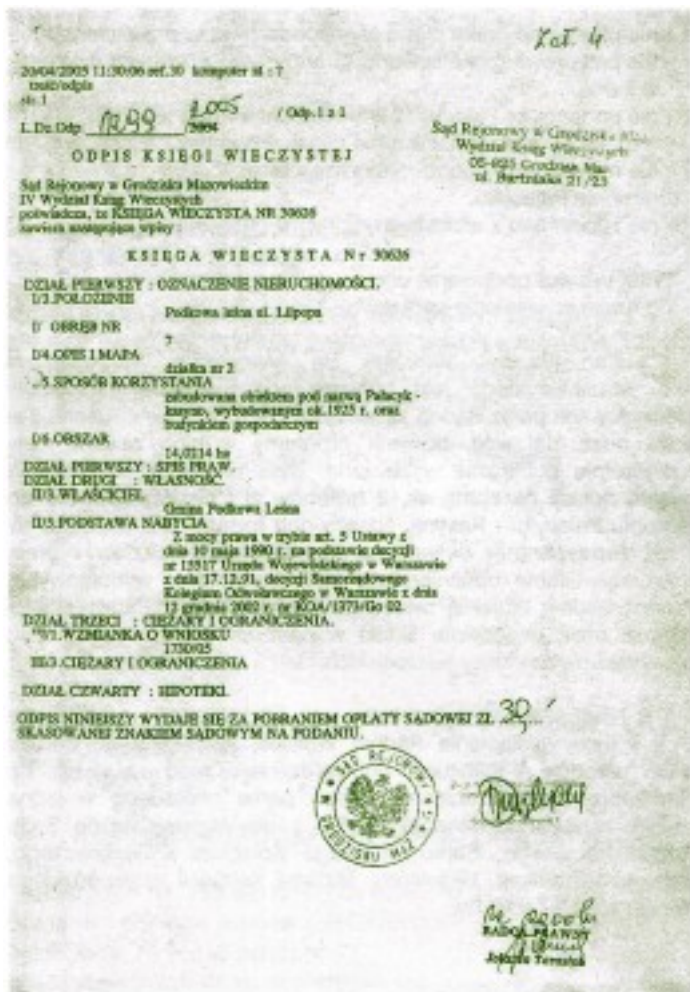 Zał. 4
20/04/2005 11:30:06 ref.30 komputer nr : 7
str. 1
L. Dz. Odp. 1299 / 2005 / Odp. 1 z 1
Sąd Rejonowy w Grodzisku Maz.
Wydział Ksiąg Wieczystych
05-825 Grodzisk Maz.
ul. Bartniaka 21/23
ODPIS KSIĘGI WIECZYSTEJ
Sąd Rejonowy w Grodzisku Mazowieckim
IV Wydział Ksiąg Wieczystych
poświadcza, że KSIĘGA WIECZYSTA NR 30636
zawiera następujące wpisy
KSIĘGA WIECZYSTA Nr 30636
DZIAŁ PIERWSZY : OZNACZENIE NIERUCHOMOŚCI.
POŁOŻENIE
Podkowa leśna ul. Lilpopa
OBRĘB NR
7
I/4.OPIS I MAPA
działka nr 2
5.SPOSÓB KORZYSTANIA
zabudowana obiektem pod nazwą Pałacyk -
kasyno, wybudowanym ok.1925 r. oraz
budynkiem gospodarczym
I/6.OBSZAR
14,0214 ha
DZIAŁ PIERWSZY : SPIS PRAW.
DZIAŁ DRUGI : WŁASNOŚĆ.
II/3.WŁAŚCICIEL
Gmina Podkowa Leśna
II/5.PODSTAWA NABYCIA
Z mocy prawa w trybie art. 5 Ustawy z
dnia 10 maja 1990 r. na podstawie decyzji
nr 13517 Urzędu Wojewódzkiego w Warszawie
z dnia 17.12.91, decyzji Samorządowego
Kolegium Odwoławczego w Warszawie z dnia
12 grudnia 2002 r. nr KOA/1373/Go 02.
DZIAŁ TRZECI : CIĘŻARY I OGRANICZENIA.
1.WZMIANKA O WNIOSKU
1730/05
III/3.CIĘŻARY I OGRANICZENIA
DZIAŁ CZWARTY : HIPOTEKI.
ODPIS NINIEJSZY WYDAJE SIĘ ZA POBRANIEM OPŁATY SĄDOWEJ ZŁ. 30,-
SKASOWANEJ ZNAKIEM SĄDOWYM NA PODANIU.
SĄD REJONOWY W GRODZISKU MAZ
RADCA PRAWNY